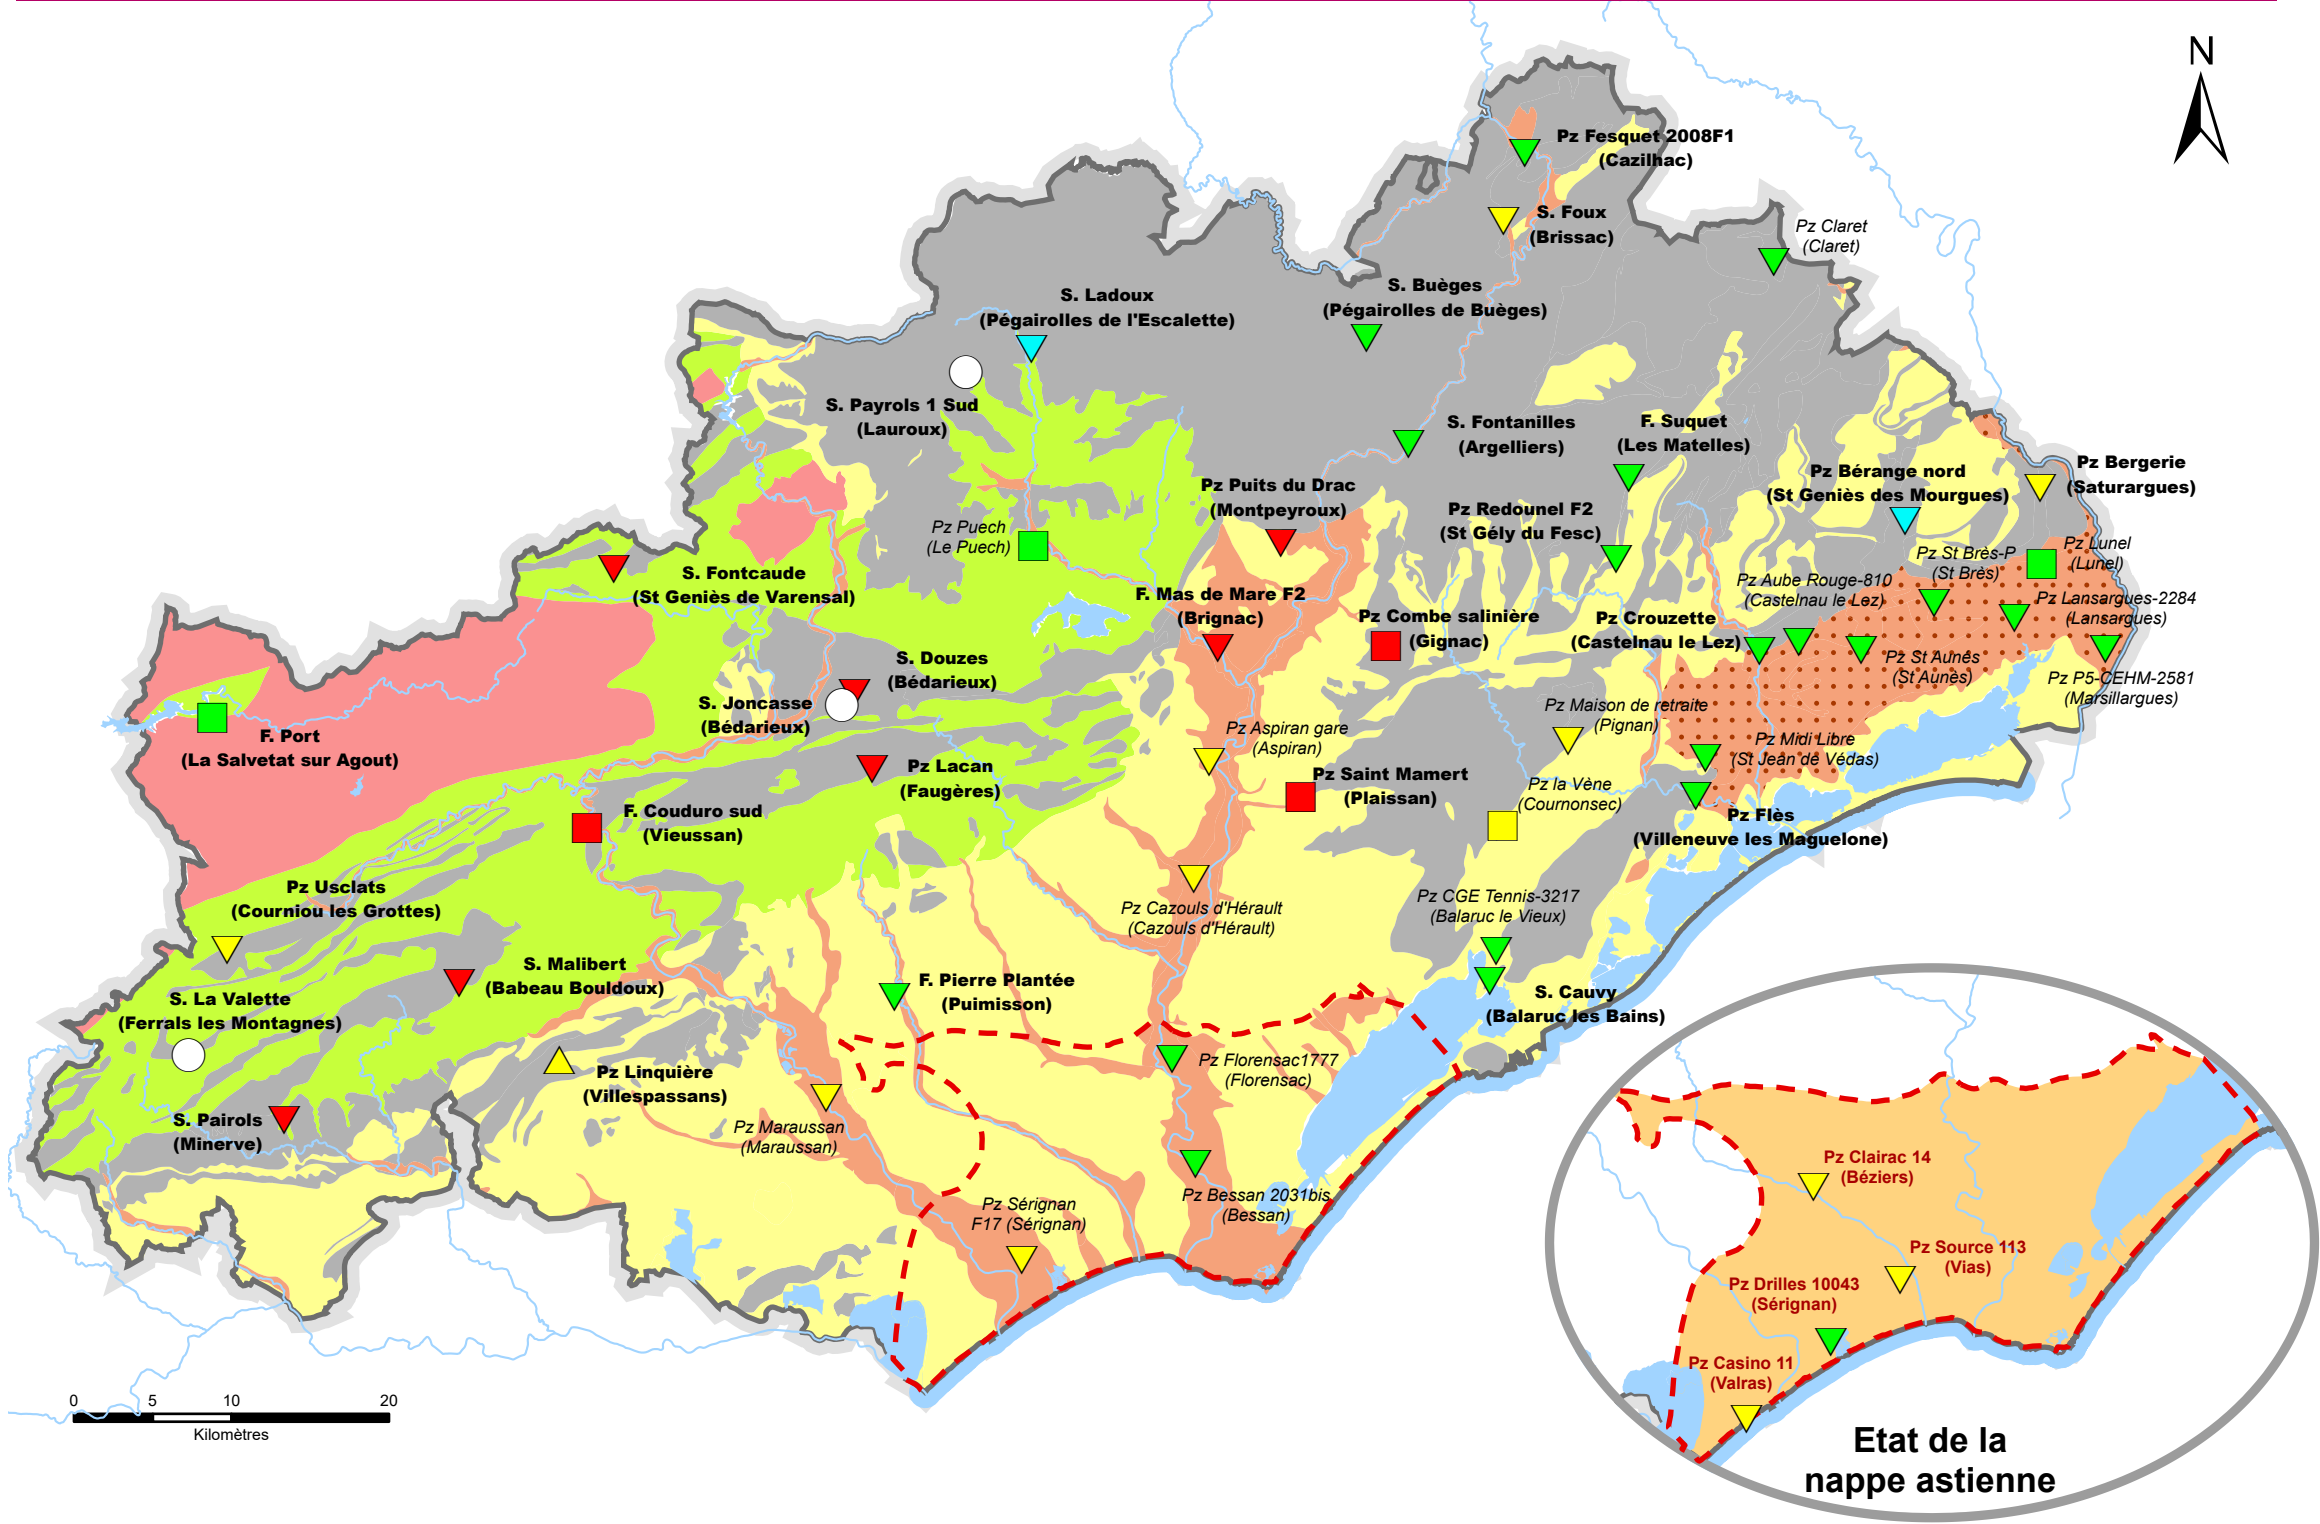 N
Pz Fesquet 2008F1
(Cazilhac)
S. Foux
(Brissac)
Pz Claret
(Claret)
S. Buèges
(Pégairolles de Buèges)
S. Ladoux
(Pégairolles de l'Escalette)
S. Payrols 1 Sud
(Lauroux)
S. Fontanilles
(Argelliers)
F. Suquet
(Les Matelles)
Pz Bérange nord
(St Geniès des Mourgues)
Pz Bergerie
(Saturargues)
Pz Puits du Drac
(Montpeyroux)
Pz Redounel F2
(St Gély du Fesc)
Pz Puech
(Le Puech)
Pz St Brès-P
(St Brès)
Pz Lunel
(Lunel)
S. Fontcaude
(St Geniès de Varensal)
Pz Aube Rouge-810
(Castelnau le Lez)
Pz Lansargues-2284
(Lansargues)
F. Mas de Mare F2
(Brignac)
Pz Combe salinière
(Gignac)
Pz Crouzette
(Castelnau le Lez)
S. Douzes
(Bédarieux)
Pz St Aunés
(St Aunès)
Pz P5-CEHM-2581
(Marsillargues)
S. Joncasse
(Bédarieux)
Pz Maison de retraite
(Pignan)
F. Port
(La Salvetat sur Agout)
Pz Aspiran gare
(Aspiran)
Pz Midi Libre
(St Jean de Védas)
Pz Lacan
(Faugères)
Pz Saint Mamert
(Plaissan)
Pz la Vène
(Cournonsec)
F. Couduro sud
(Vieussan)
Pz Flès
(Villeneuve les Maguelone)
Pz Usclats
(Courniou les Grottes)
Pz Cazouls d'Hérault
(Cazouls d'Hérault)
Pz CGE Tennis-3217
(Balaruc le Vieux)
S. Malibert
(Babeau Bouldoux)
F. Pierre Plantée
(Puimisson)
S. La Valette
(Ferrals les Montagnes)
S. Cauvy
(Balaruc les Bains)
Pz Linquière
(Villespassans)
Pz Florensac1777
(Florensac)
S. Pairols
(Minerve)
Pz Maraussan
(Maraussan)
Pz Sérignan
F17 (Sérignan)
Pz Bessan 2031bis
(Bessan)
Pz Clairac 14
(Béziers)
Pz Source 113
(Vias)
Pz Drilles 10043
(Sérignan)
Pz Casino 11
(Valras)
Etat de la
nappe astienne
0 5 10 20
Kilomètres